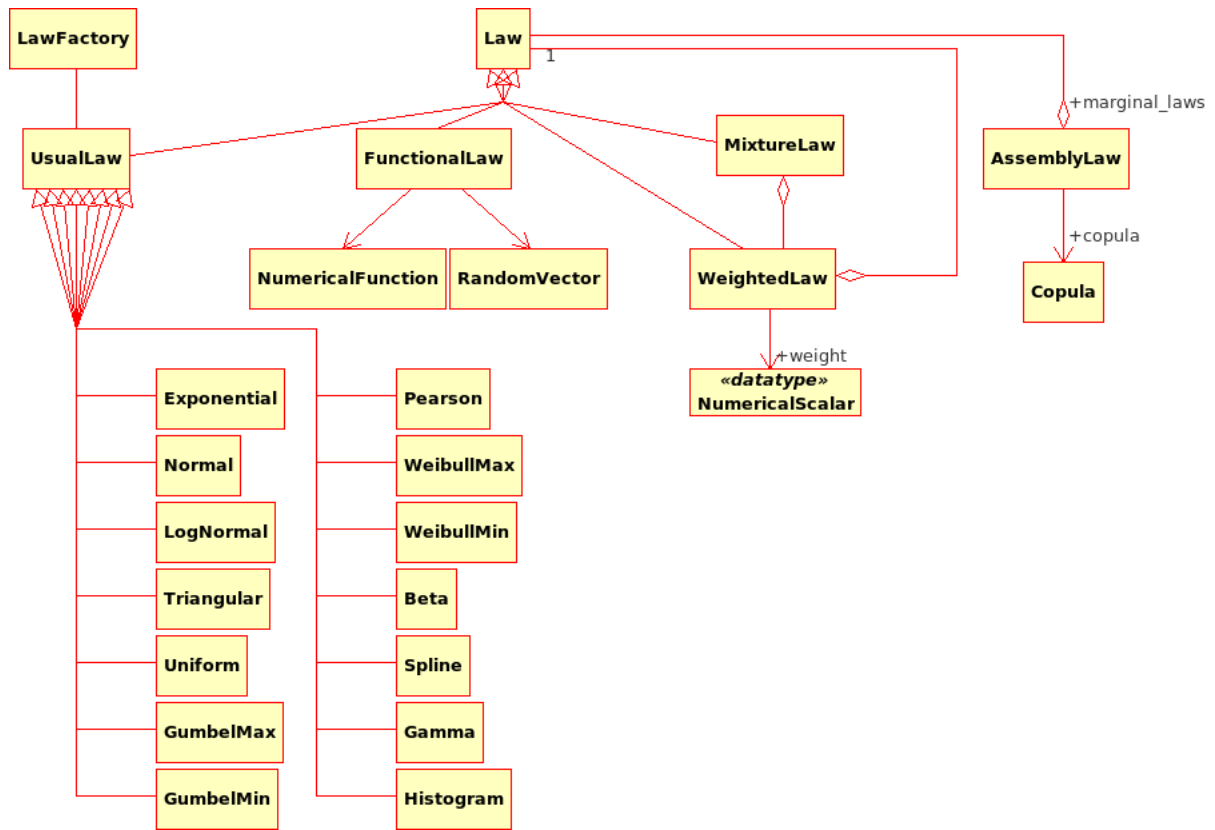 LawFactory
Law
1
+marginal_laws
UsualLaw
FunctionalLaw
MixtureLaw
AssemblyLaw
+copula
NumericalFunction
RandomVector
WeightedLaw
Copula
+weight
«datatype»
NumericalScalar
Exponential
Pearson
Normal
WeibullMax
LogNormal
WeibullMin
Triangular
Beta
Uniform
Spline
GumbelMax
Gamma
GumbelMin
Histogram